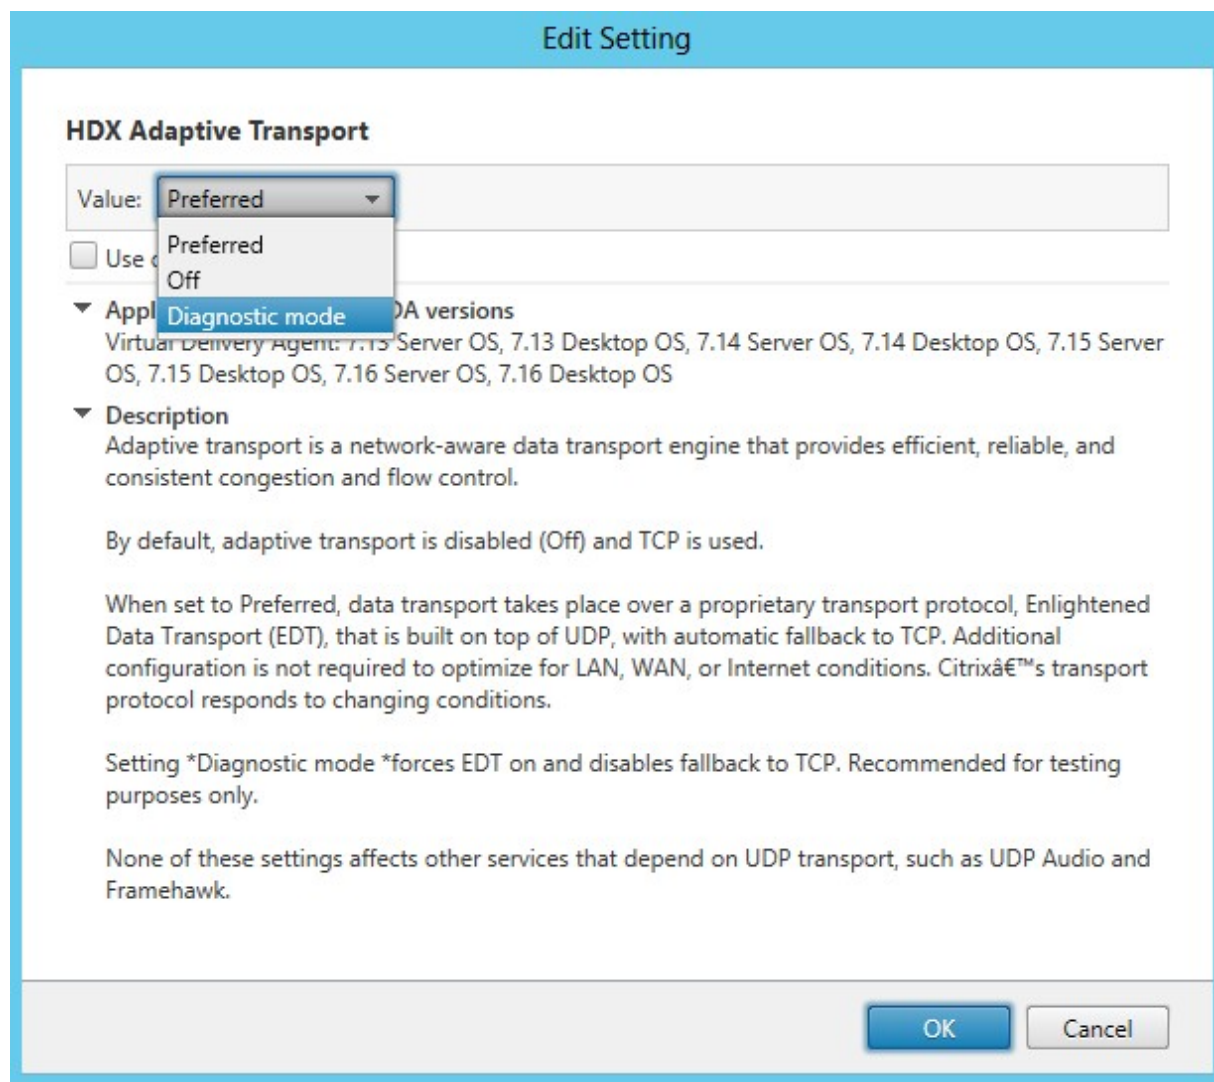 Edit Setting
HDX Adaptive Transport
Value: Preferred
Preferred
Use
Off
Diagnostic mode
Appl DA versions
Virtual Delivery Agent: 7.13 Server OS, 7.13 Desktop OS, 7.14 Server OS, 7.14 Desktop OS, 7.15 Server
OS, 7.15 Desktop OS, 7.16 Server OS, 7.16 Desktop OS
Description
Adaptive transport is a network-aware data transport engine that provides efficient, reliable, and
consistent congestion and flow control.
By default, adaptive transport is disabled (Off) and TCP is used.
When set to Preferred, data transport takes place over a proprietary transport protocol, Enlightened
Data Transport (EDT), that is built on top of UDP, with automatic fallback to TCP. Additional
configuration is not required to optimize for LAN, WAN, or Internet conditions. Citrixâ€™s transport
protocol responds to changing conditions.
Setting *Diagnostic mode *forces EDT on and disables fallback to TCP. Recommended for testing
purposes only.
None of these settings affects other services that depend on UDP transport, such as UDP Audio and
Framehawk.
OK Cancel